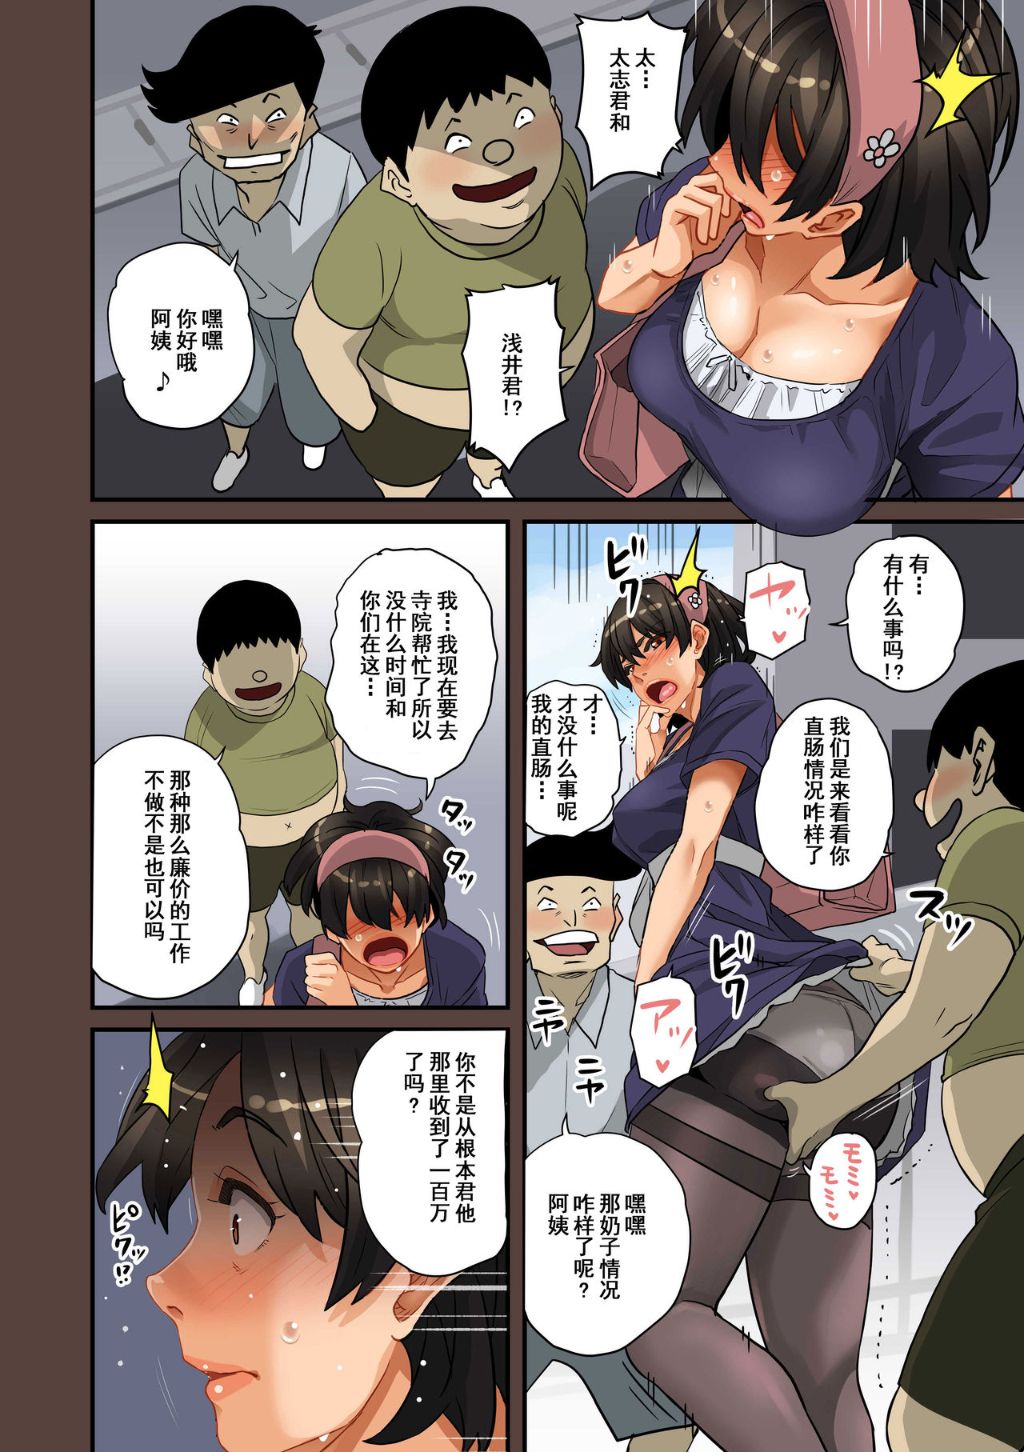 太…
太志君和
浅井君!?
嘿嘿
你好哦
阿姨♪
有…
有什么事吗!?
ビクッ
ヤッ♥
我们是来看看你
直肠情况咋样了
才…
才没什么事呢
我的直肠…
スッ
ビクッ
アッ♥
ニヤ
ニヤ
モミ♥
モミ♥
嘿嘿
那奶子情况
咋样了呢?
阿姨
我…我现在要去
寺院帮忙了所以
没什么时间和
你们在这…
タッ
タッ
那种那么廉价的工作
不做不是也可以吗
你不是从根本君他
那里收到了一百万
了吗?
ピクッ!?